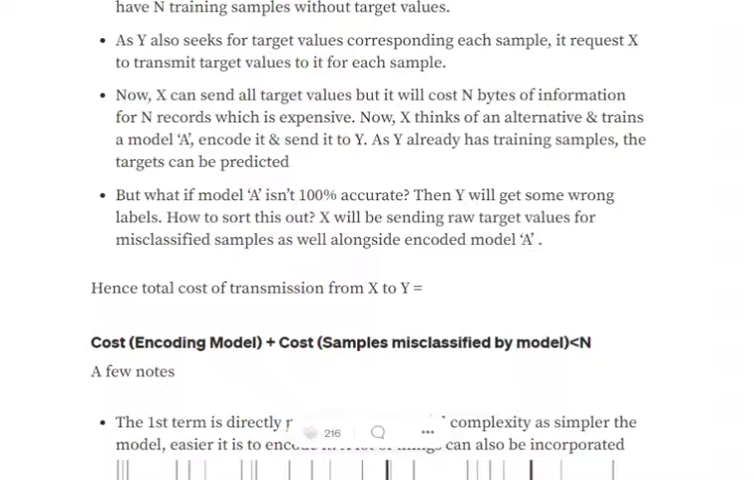 have N training samples without target values.
• As Y also seeks for target values corresponding each sample, it request X
to transmit target values to it for each sample.
• Now, X can send all target values but it will cost N bytes of information
for N records which is expensive. Now, X thinks of an alternative & trains
a model ‘A’, encode it & send it to Y. As Y already has training samples, the
targets can be predicted
• But what if model ‘A’ isn’t 100% accurate? Then Y will get some wrong
labels. How to sort this out? X will be sending raw target values for
misclassified samples as well alongside encoded model ‘A’ .
Hence total cost of transmission from X to Y =
Cost (Encoding Model) + Cost (Samples misclassified by model)<N
A few notes
• The 1st term is directly complexity as simpler the
216
model, easier it is to can also be incorporated